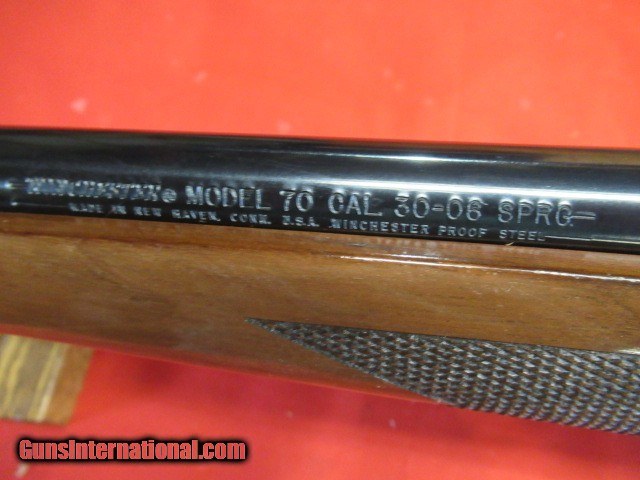 WINCHESTER® MODEL 70 CAL. 30-06 SPRG–
MADE IN NEW HAVEN, CONN. U.S.A. WINCHESTER PROOF STEEL
GunsInternational.com